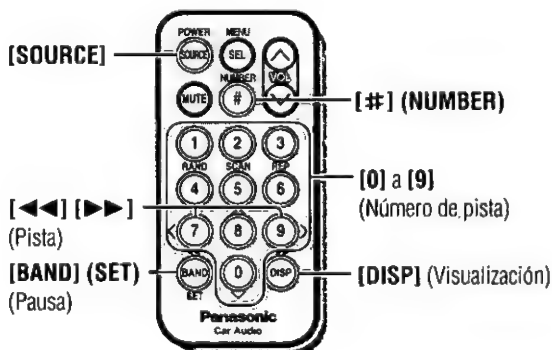 POWER
MENU
[SOURCE]
SOURCE
SEL
VOL
NUMBER
MUTE
#
[#] (NUMBER)
1
2
3
RAND
SCAN
REP
[0] a [9]
4
5
6
(Número de pista)
[◀◀] [▶▶]
(Pista)
7
8
9
[BAND] (SET)
(Pausa)
BAND
0
DISP
[DISP] (Visualización)
SET
Panasonic
Car Audio